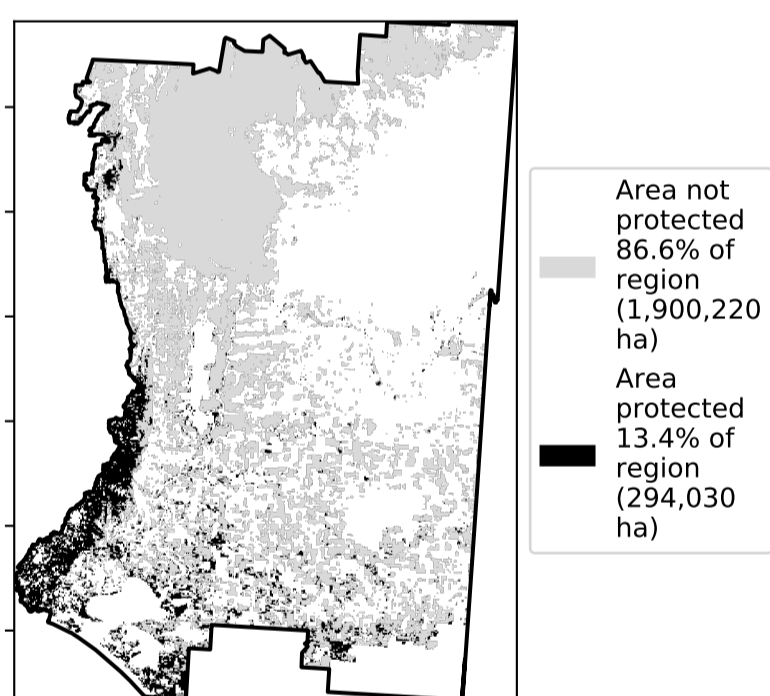 Area not
protected
86.6% of
region
(1,900,220
ha)
Area
protected
13.4% of
region
(294,030
ha)